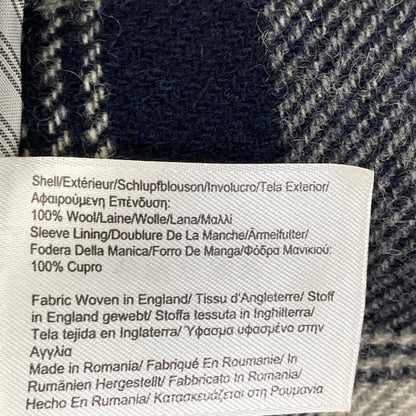 Shell/Extérieur/Schlupfblouson/Involucro/Tela Exterior/
Αφαιρούμενη Επένδυση:
100% Wool/Laine/Wolle/Lana/Μαλλί
Sleeve Lining/Doublure De La Manche/Ärmelfutter/
Fodera Della Manica/Forro De Manga/Φόδρα Μανικιού:
100% Cupro
Fabric Woven in England/ Tissu d'Angleterre/ Stoff
in England gewebt/ Stoffa tessuta in Inghilterra/
Tela tejida en Inglaterra/ Ύφασμα υφασμένο στην
Αγγλία
Made in Romania/ Fabriqué En Roumanie/ In
Rumänien Hergestellt/ Fabbricato In Romania/
Hecho En Rumania/ Κατασκευάζεται στη Ρουμανία